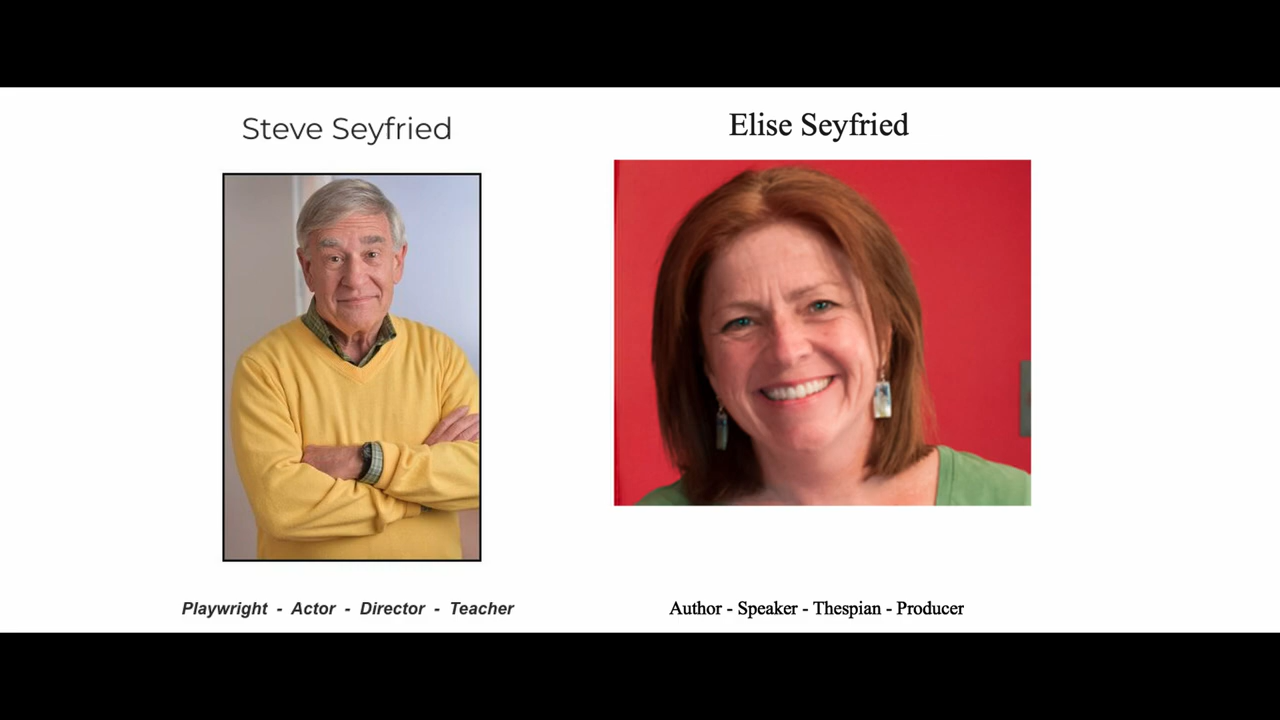 Steve Seyfried
Elise Seyfried
Playwright - Actor - Director - Teacher
Author - Speaker - Thespian - Producer